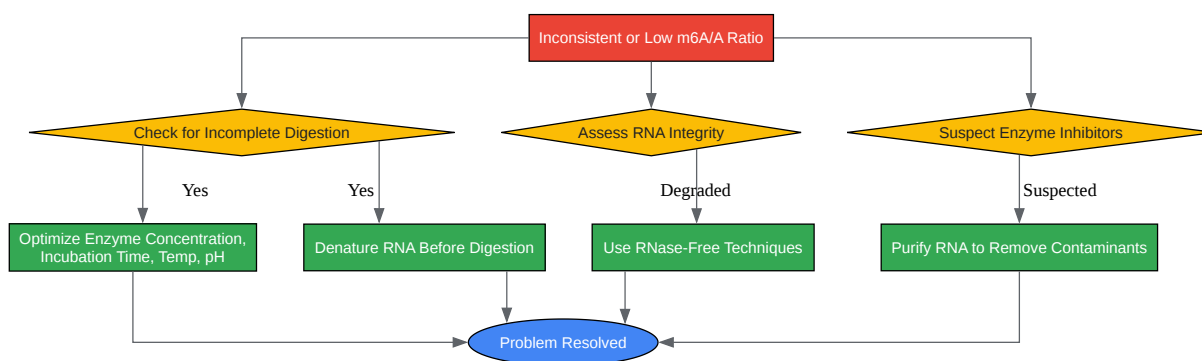 Inconsistent or Low m6A/A Ratio
Check for Incomplete Digestion
Assess RNA Integrity
Suspect Enzyme Inhibitors
Yes
Yes
Degraded
Suspected
Optimize Enzyme Concentration,
Incubation Time, Temp, pH
Denature RNA Before Digestion
Use RNase-Free Techniques
Purify RNA to Remove Contaminants
Problem Resolved